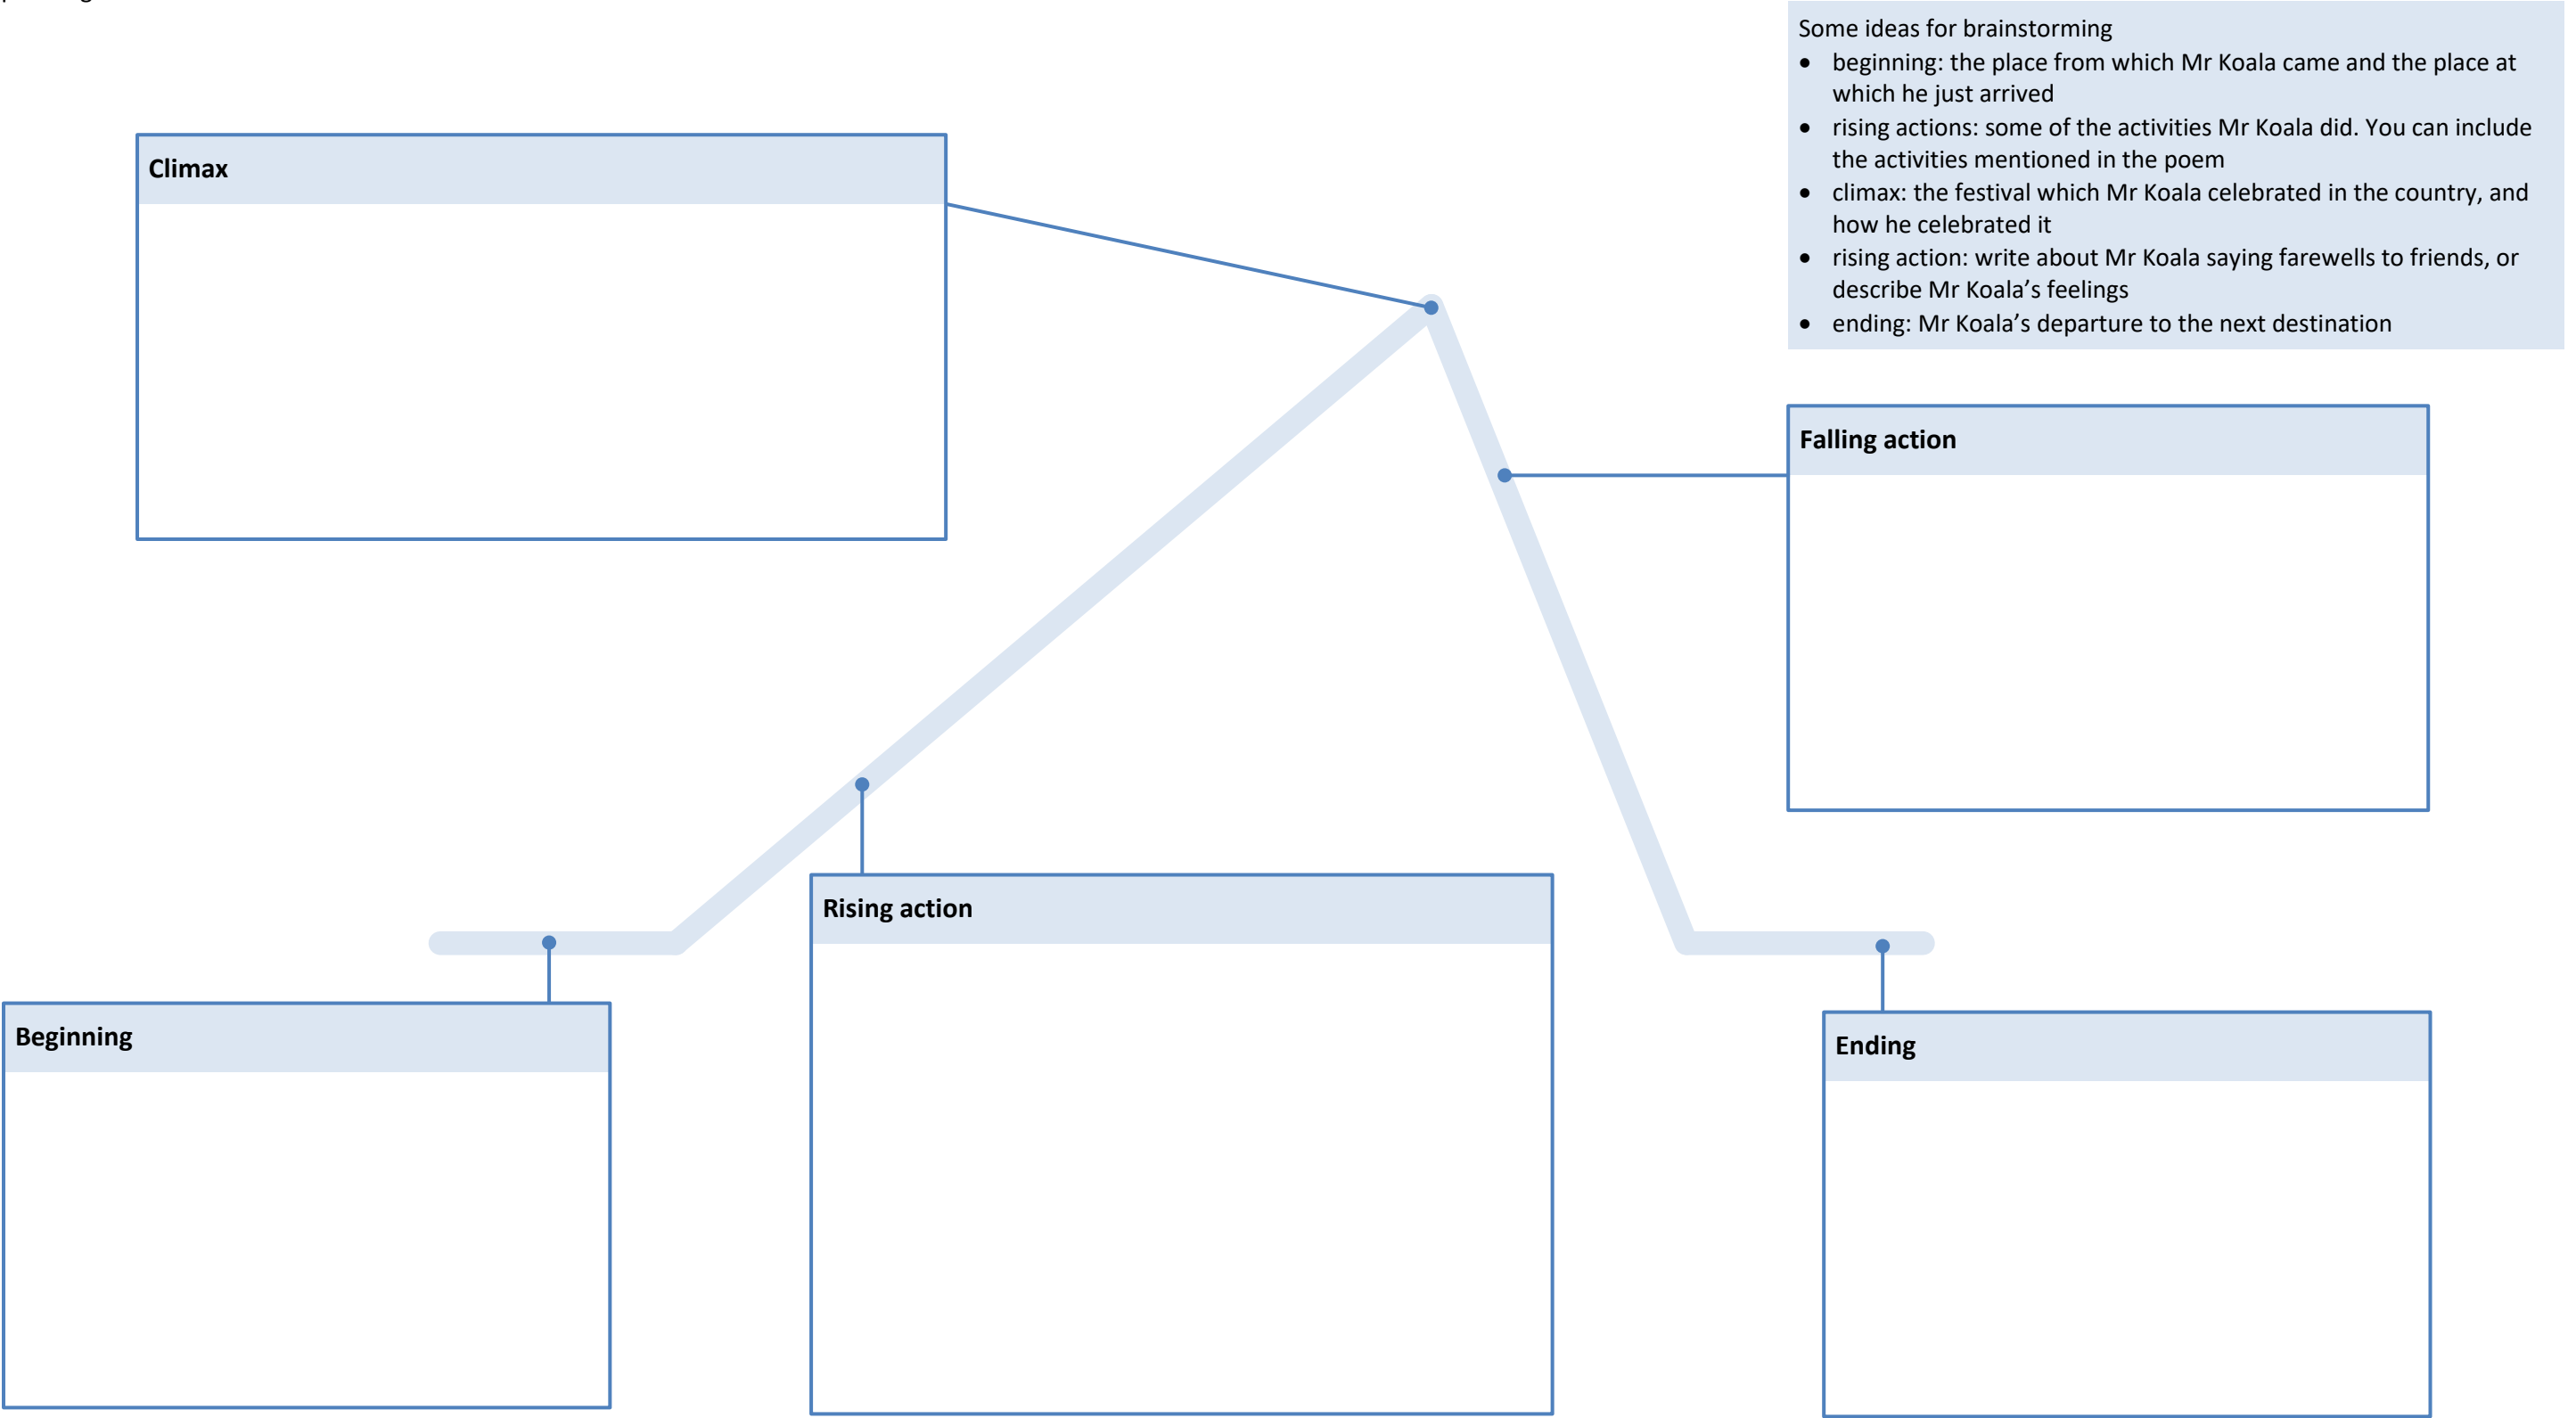 Some ideas for brainstorming
• beginning: the place from which Mr Koala came and the place at
which he just arrived
• rising actions: some of the activities Mr Koala did. You can include
the activities mentioned in the poem
• climax: the festival which Mr Koala celebrated in the country, and
how he celebrated it
• rising action: write about Mr Koala saying farewells to friends, or
describe Mr Koala’s feelings
• ending: Mr Koala’s departure to the next destination
Climax
Falling action
Rising action
Beginning
Ending